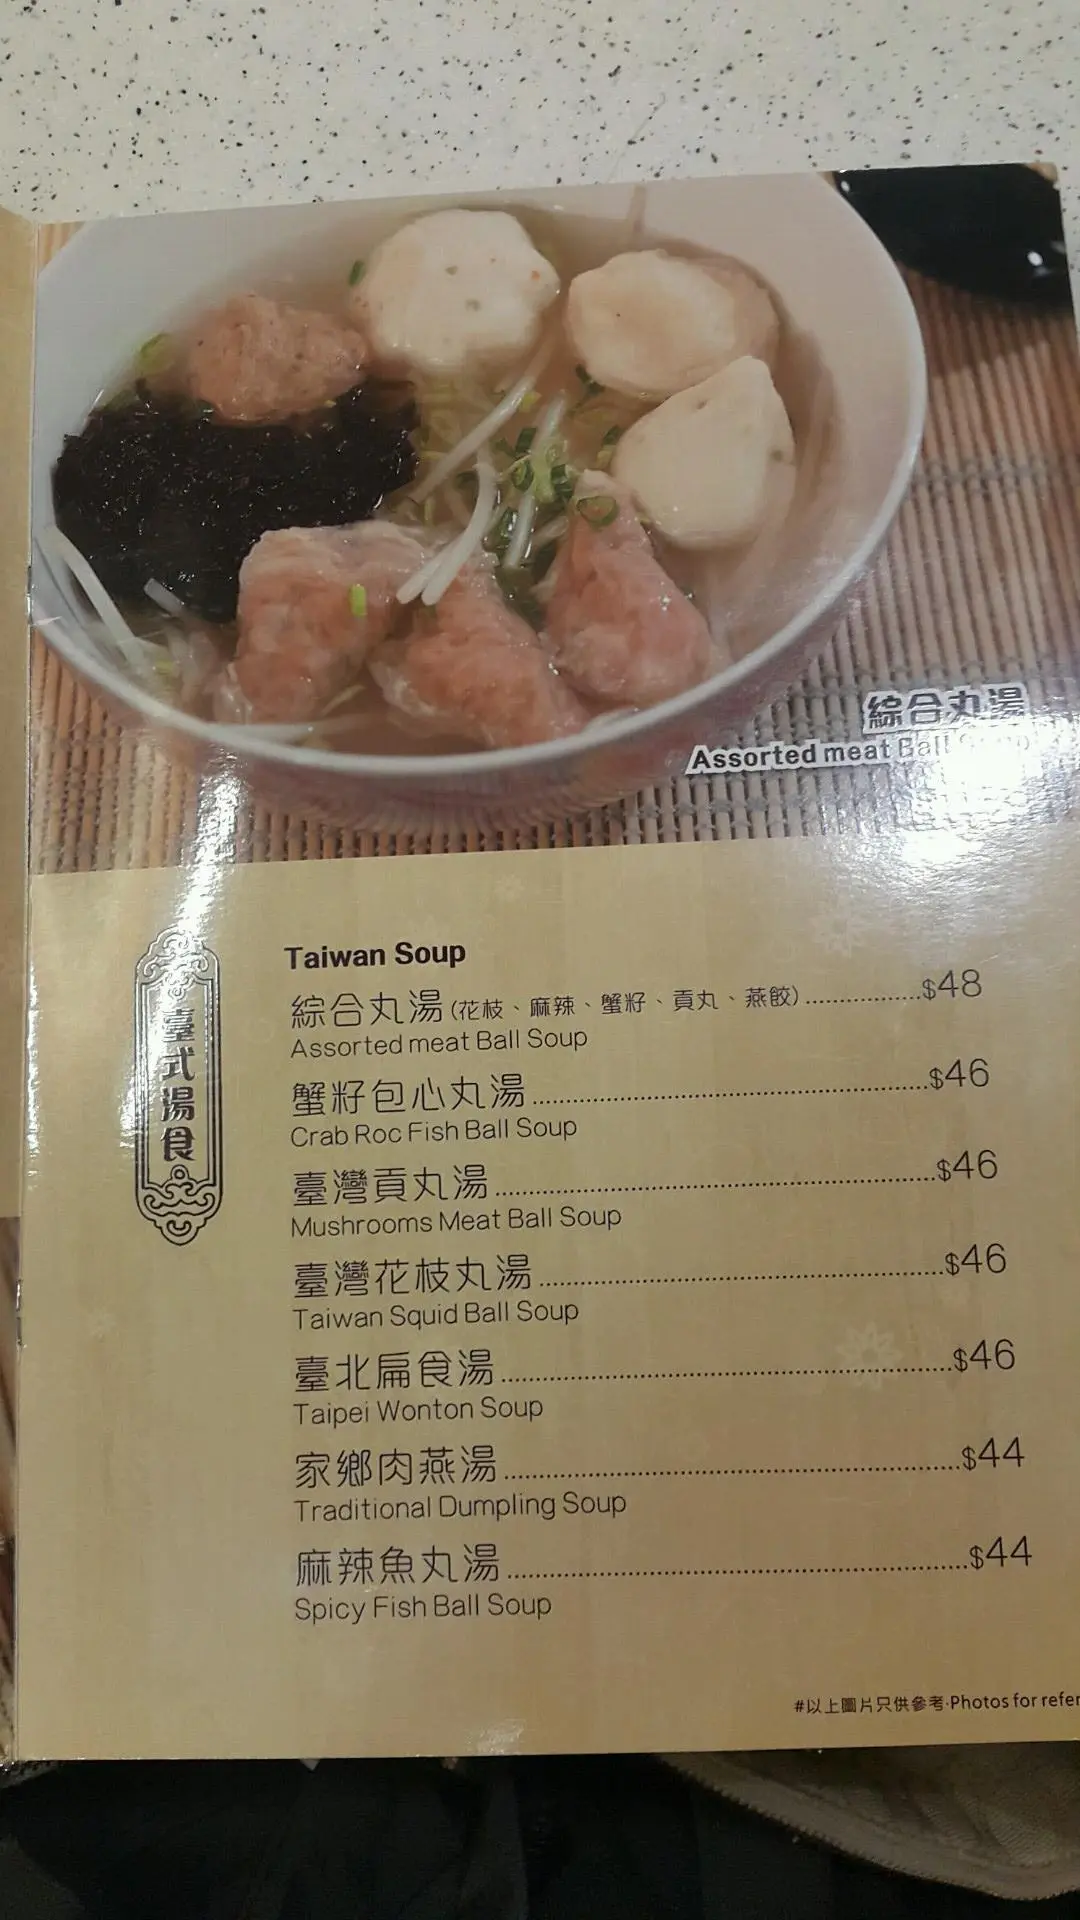 綜合丸湯
Assorted meat Ball
臺式湯食
Taiwan Soup
綜合丸湯(花枝、麻辣、蟹籽、貢丸、燕餃)....................$48
Assorted meat Ball Soup
蟹籽包心丸湯....................$46
Crab Roc Fish Ball Soup
臺灣貢丸湯....................$46
Mushrooms Meat Ball Soup
臺灣花枝丸湯....................$46
Taiwan Squid Ball Soup
臺北扁食湯....................$46
Taipei Wonton Soup
家鄉肉燕湯....................$44
Traditional Dumpling Soup
麻辣魚丸湯....................$44
Spicy Fish Ball Soup
#以上圖片只供參考·Photos for refer